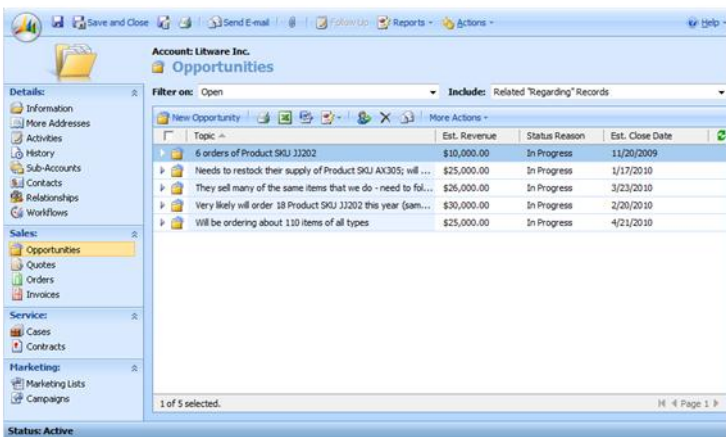 Save and Close Send E-mail Follow Up Reports Actions Help
Account: Litware Inc.
Opportunities
Details: Filter on: Open Include: Related "Regarding" Records
Information
More Addresses
Activities
History
Sub-Accounts
Contacts
Relationships
Workflows
Sales:
Opportunities
Quotes
Orders
Invoices
Service:
Cases
Contracts
Marketing:
Marketing Lists
Campaigns
New Opportunity More Actions
Topic Est. Revenue Status Reason Est. Close Date
6 orders of Product SKU JJ202 $10,000.00 In Progress 11/20/2009
Needs to restock their supply of Product SKU AX305; will ... $25,000.00 In Progress 1/17/2010
They sell many of the same items that we do - need to fol... $26,000.00 In Progress 3/23/2010
Very likely will order 18 Product SKU JJ202 this year (sam... $30,000.00 In Progress 2/20/2010
Will be ordering about 110 items of all types $25,000.00 In Progress 4/21/2010
1 of 5 selected. Page 1
Status: Active